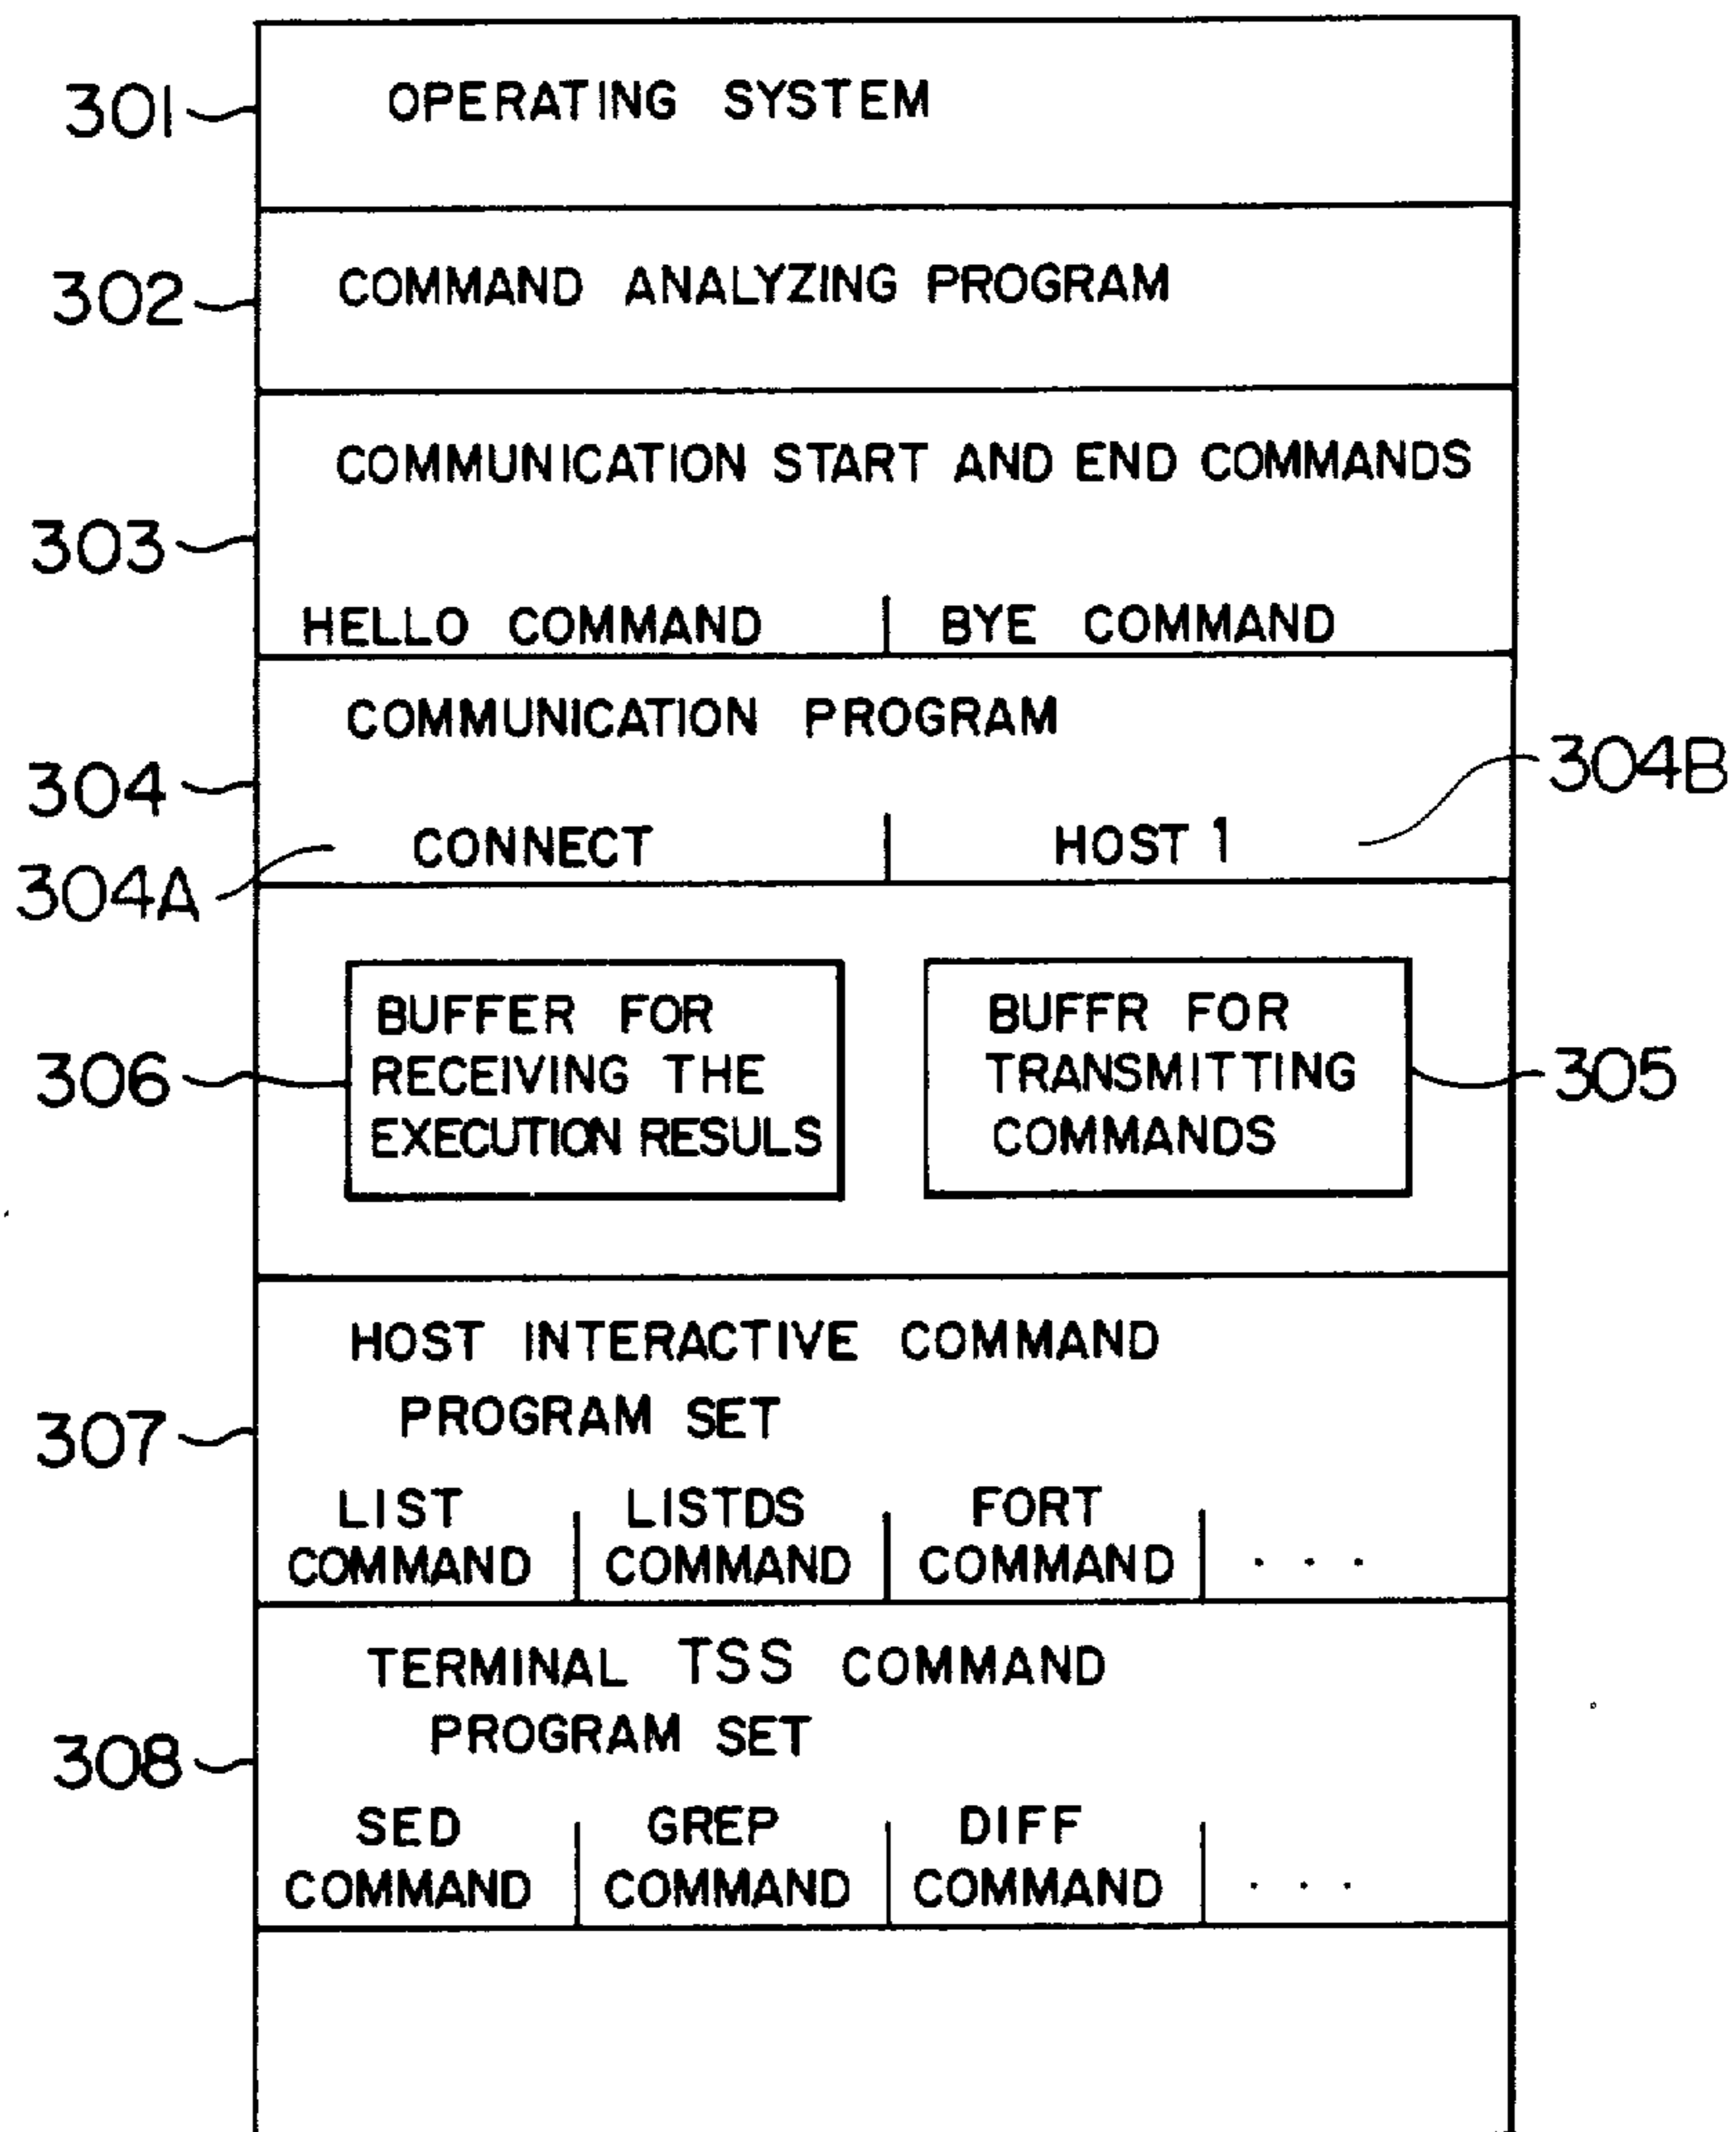 301
OPERATING SYSTEM
302
COMMAND ANALYZING PROGRAM
303
COMMUNICATION START AND END COMMANDS
HELLO COMMAND
BYE COMMAND
304
COMMUNICATION PROGRAM
304B
304A
CONNECT
HOST 1
306
BUFFER FOR
RECEIVING THE
EXECUTION RESULS
BUFFR FOR
TRANSMITTING
COMMANDS
305
307
HOST INTERACTIVE COMMAND
PROGRAM SET
LIST
COMMAND
LISTDS
COMMAND
FORT
COMMAND
. . .
308
TERMINAL TSS COMMAND
PROGRAM SET
SED
COMMAND
GREP
COMMAND
DIFF
COMMAND
. . .